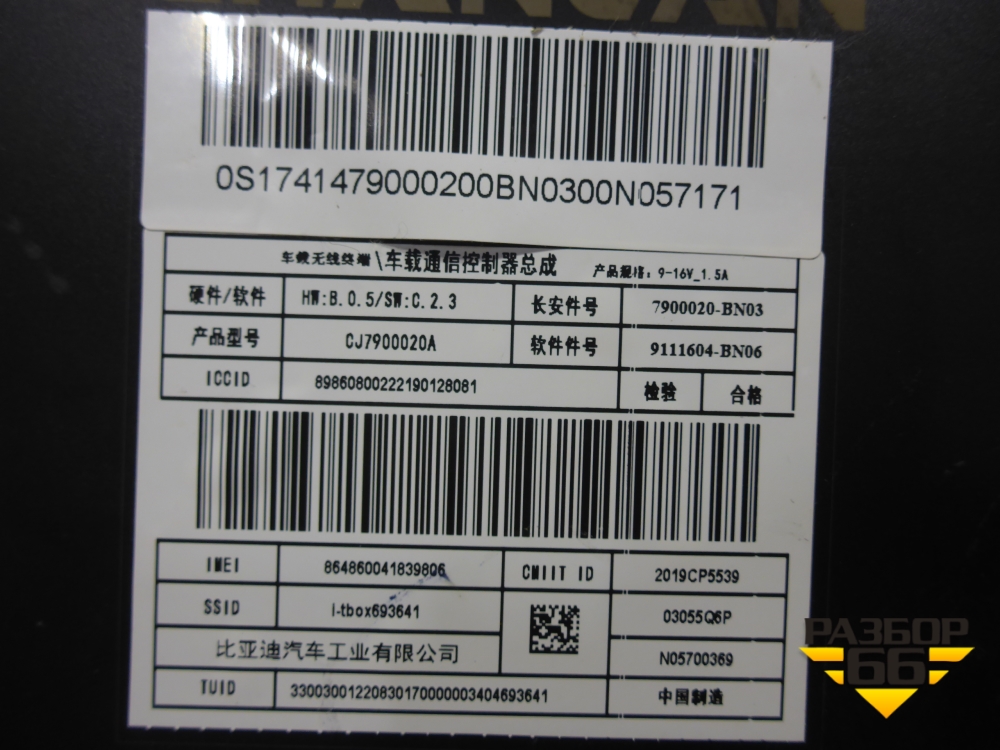 0S1741479000200BN0300N057171
车载无线终端\车载通信控制器总成 产品规格：9-16V_1.5A
硬件/软件 HW:B.0.5/SW:C.2.3 长安件号 7900020-BN03
产品型号 CJ7900020A 软件件号 9111604-BN06
ICCID 89860800222190128081 检验 合格
IMEI 864860041839806 CMIIT ID 2019CP5539
SSID i-tbox693641 03055Q6P
比亚迪汽车工业有限公司 N05700369
TUID 33003001220830170000003404693641 中国制造
РАЗБОР
66